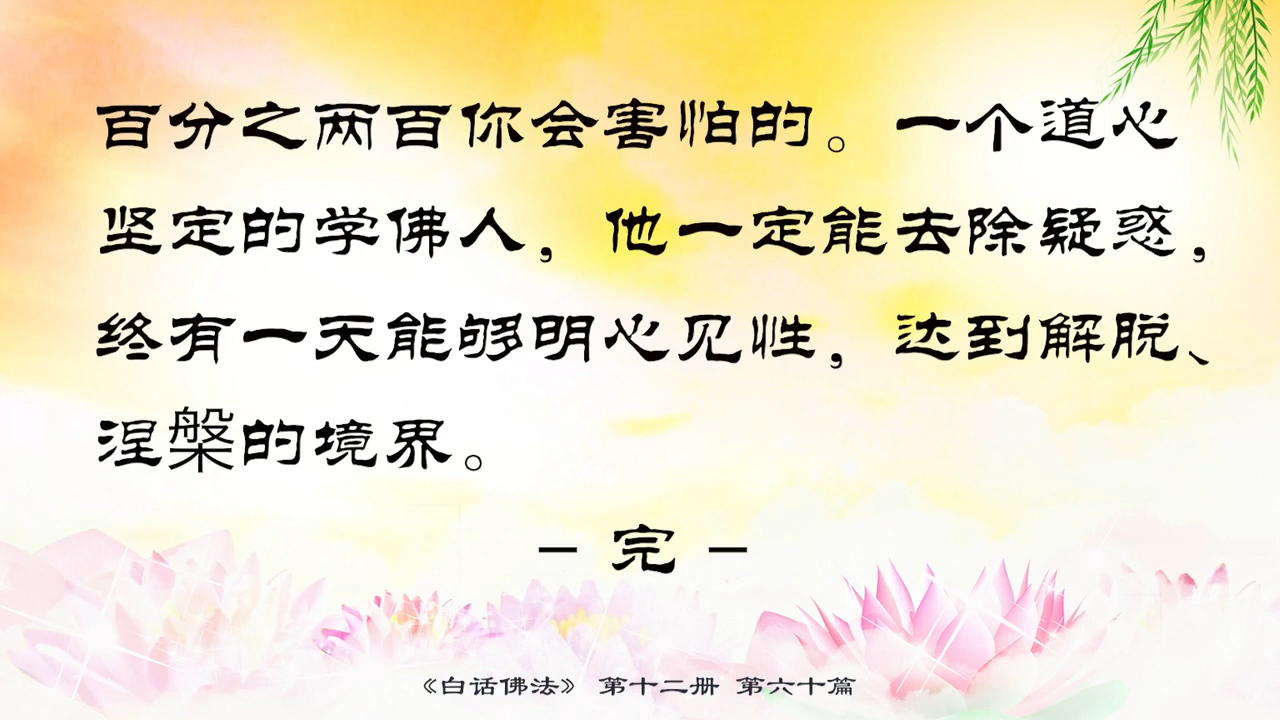 百分之两百你会害怕的。一个道心
坚定的学佛人，他一定能去除疑惑，
终有一天能够明心见性，达到解脱、
涅槃的境界。
– 完 –
《白话佛法》 第十二册 第六十篇